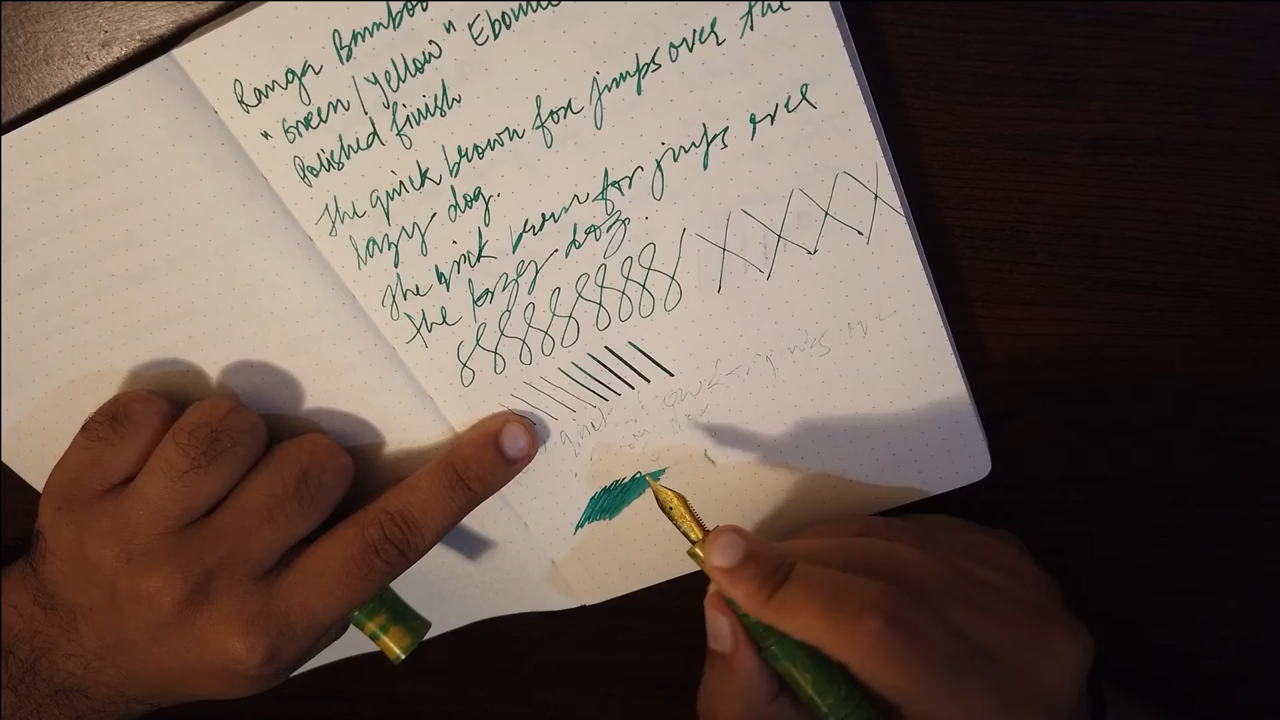 Ranga Bamboo
"Green/Yellow" Ebonite
Polished finish
The quick brown fox jumps over the
lazy dog.
The quick brown fox jumps over
the lazy dog.
88888888/XXXX